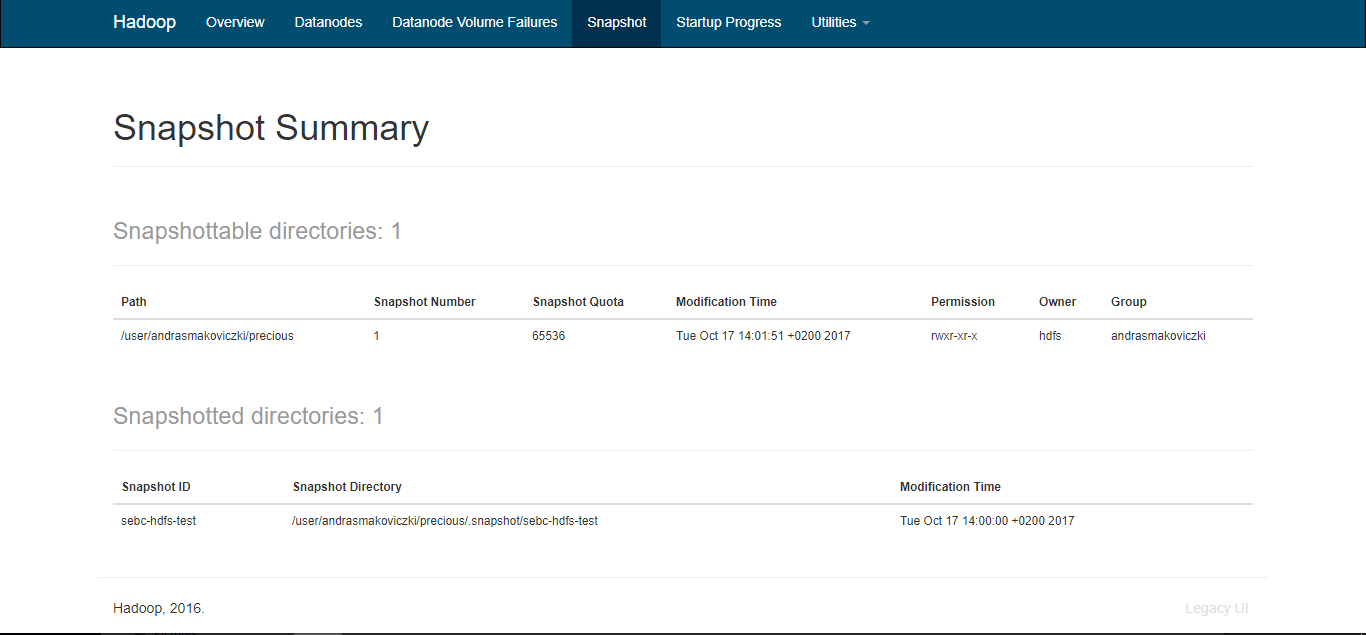 Hadoop Overview Datanodes Datanode Volume Failures Snapshot Startup Progress Utilities
Snapshot Summary
Snapshottable directories: 1
Path Snapshot Number Snapshot Quota Modification Time Permission Owner Group
/user/andrasmakoviczki/precious 1 65536 Tue Oct 17 14:01:51 +0200 2017 rwxr-xr-x hdfs andrasmakoviczki
Snapshotted directories: 1
Snapshot ID Snapshot Directory Modification Time
sebc-hdfs-test /user/andrasmakoviczki/precious/.snapshot/sebc-hdfs-test Tue Oct 17 14:00:00 +0200 2017
Hadoop, 2016. Legacy UI